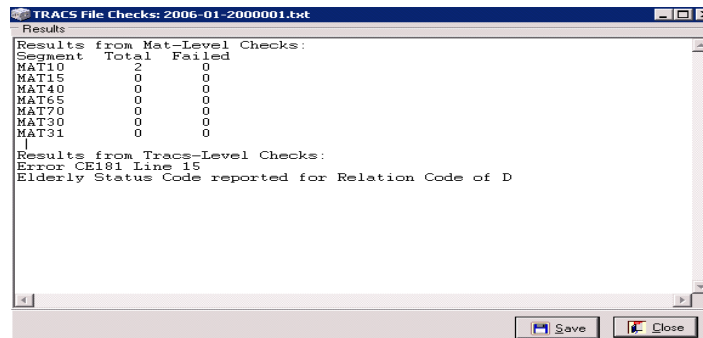 TRACS File Checks: 2006-01-2000001.txt
Results
Results from Mat-Level Checks:
Segment Total Failed
MAT10 2 0
MAT15 0 0
MAT40 0 0
MAT65 0 0
MAT70 0 0
MAT30 0 0
MAT31 0 0
Results from Tracs-Level Checks:
Error CE181 Line 15
Elderly Status Code reported for Relation Code of D
Save Close